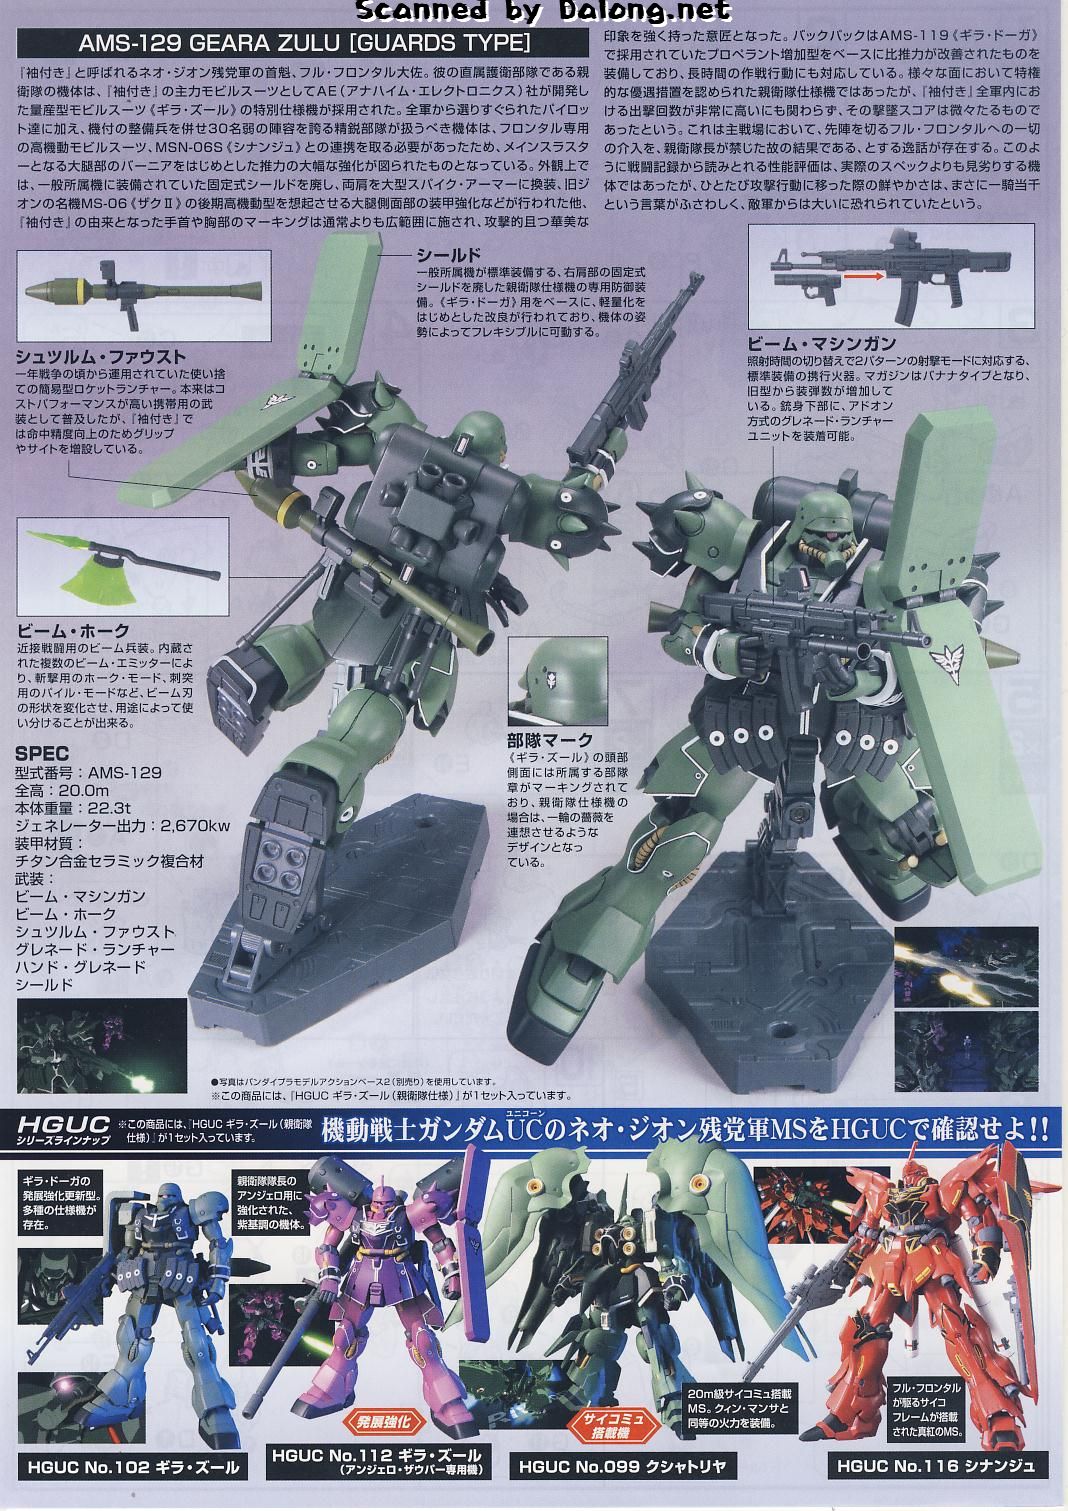 Scanned by Dalong.net
AMS-129 GEARA ZULU [GUARDS TYPE]
『袖付き』と呼ばれるネオ・ジオン残党軍の首魁、フル・フロンタル大佐。彼の直属護衛部隊である親
衛隊の機体は、『袖付き』の主力モビルスーツとしてAE（アナハイム・エレクトロニクス）社が開発し
た量産型モビルスーツ《ギラ・ズール》の特別仕様機が採用された。全軍から選りすぐられたパイロッ
ト達に加え、機付の整備兵を併せ30名弱の陣容を誇る精鋭部隊が扱うべき機体は、フロンタル専用
の高機動モビルスーツ、MSN-06S《シナンジュ》との連携を取る必要があったため、メインスラスタ
ーとなる大腿部のバーニアをはじめとした推力の大幅な強化が図られたものとなっている。外観上で
は、一般所属機に装備されていた固定式シールドを廃し、両肩を大型スパイク・アーマーに換装、旧ジ
オンの名機MS-06《ザクⅡ》の後期高機動型を想起させる大腿側面部の装甲強化などが行われた他、
『袖付き』の由来となった手首や胸部のマーキングは通常よりも広範囲に施され、攻撃的且つ華美な
印象を強く持った意匠となった。バックパックはAMS-119《ギラ・ドーガ》
で採用されていたプロペラント増加型をベースに比推力が改善されたものを
装備しており、長時間の作戦行動にも対応している。様々な面において特権
的な優遇措置を認められた親衛隊仕様機ではあったが、『袖付き』全軍内にお
ける出撃回数が非常に高いにも関わらず、その撃墜スコアは微々たるもので
あったという。これは主戦場において、先陣を切るフル・フロンタルへの一切
の介入を、親衛隊長が禁じた故の結果である、とする逸話が存在する。このよ
うに戦闘記録から読みとれる性能評価は、実際のスペックよりも見劣りする機
体ではあったが、ひとたび攻撃行動に移った際の鮮やかさは、まさに一騎当千
という言葉がふさわしく、敵軍からは大いに恐れられていたという。
シールド
一般所属機が標準装備する、右肩部の固定式
シールドを廃した親衛隊仕様機の専用防御装
備。《ギラ・ドーガ》用をベースに、軽量化を
はじめとした改良が行われており、機体の姿
勢によってフレキシブルに可動する。
シュツルム・ファウスト
一年戦争の頃から運用されていた使い捨
ての簡易型ロケットランチャー。本来はコ
ストパフォーマンスが高い携帯用の武
装として普及したが、『袖付き』で
は命中精度向上のためグリップ
やサイトを増設している。
ビーム・マシンガン
照射時間の切り替えで2パターンの射撃モードに対応する、
標準装備の携行火器。マガジンはバナナタイプとなり、
旧型から装弾数が増加して
いる。銃身下部に、アドオン
方式のグレネード・ランチャー
ユニットを装着可能。
ビーム・ホーク
近接戦闘用のビーム兵装。内蔵さ
れた複数のビーム・エミッターによ
り、斬撃用のホーク・モード、刺突
用のパイル・モードなど、ビーム刃
の形状を変化させ、用途によって使
い分けることが出来る。
部隊マーク
《ギラ・ズール》の頭部
側面には所属する部隊
章がマーキングされて
おり、親衛隊仕様機の
場合は、一輪の薔薇を
連想させるような
デザインとなっ
ている。
SPEC
型式番号：AMS-129
全高：20.0m
本体重量：22.3t
ジェネレーター出力：2,670kw
装甲材質：
チタン合金セラミック複合材
武装：
ビーム・マシンガン
ビーム・ホーク
シュツルム・ファウスト
グレネード・ランチャー
ハンド・グレネード
シールド
●写真はバンダイプラモデルアクションベース2（別売り）を使用しています。
※この商品には、『HGUC ギラ・ズール（親衛隊仕様）』が1セット入っています。
HGUC
シリーズラインナップ
※この商品には、『HGUC ギラ・ズール（親衛隊
仕様）』が1セット入っています。
ユニコーン
機動戦士ガンダムUCのネオ・ジオン残党軍MSをHGUCで確認せよ!!
ギラ・ドーガの
発展強化更新型。
多種の仕様機が
存在。
親衛隊隊長の
アンジェロ用に
強化された、
紫基調の機体。
20m級サイコミュ搭載
MS。クィン・マンサと
同等の火力を装備。
フル・フロンタル
が駆るサイコ
フレームが搭載
された真紅のMS。
発展強化
サイコミュ
搭載機
HGUC No.102 ギラ・ズール
HGUC No.112 ギラ・ズール
（アンジェロ・ザウパー専用機）
HGUC No.099 クシャトリヤ
HGUC No.116 シナンジュ